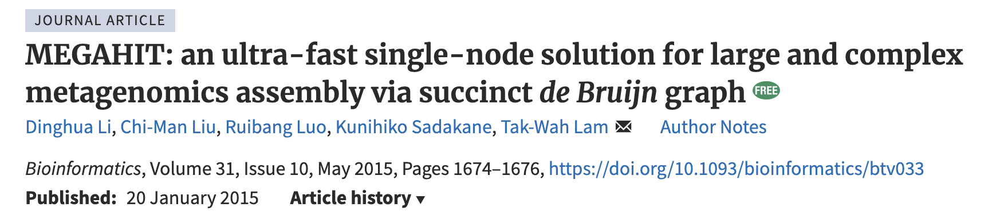 JOURNAL ARTICLE
MEGAHIT: an ultra-fast single-node solution for large and complex
metagenomics assembly via succinct de Bruijn graph FREE
Dinghua Li, Chi-Man Liu, Ruibang Luo, Kunihiko Sadakane, Tak-Wah Lam Author Notes
Bioinformatics, Volume 31, Issue 10, May 2015, Pages 1674–1676, https://doi.org/10.1093/bioinformatics/btv033
Published: 20 January 2015 Article history ▾